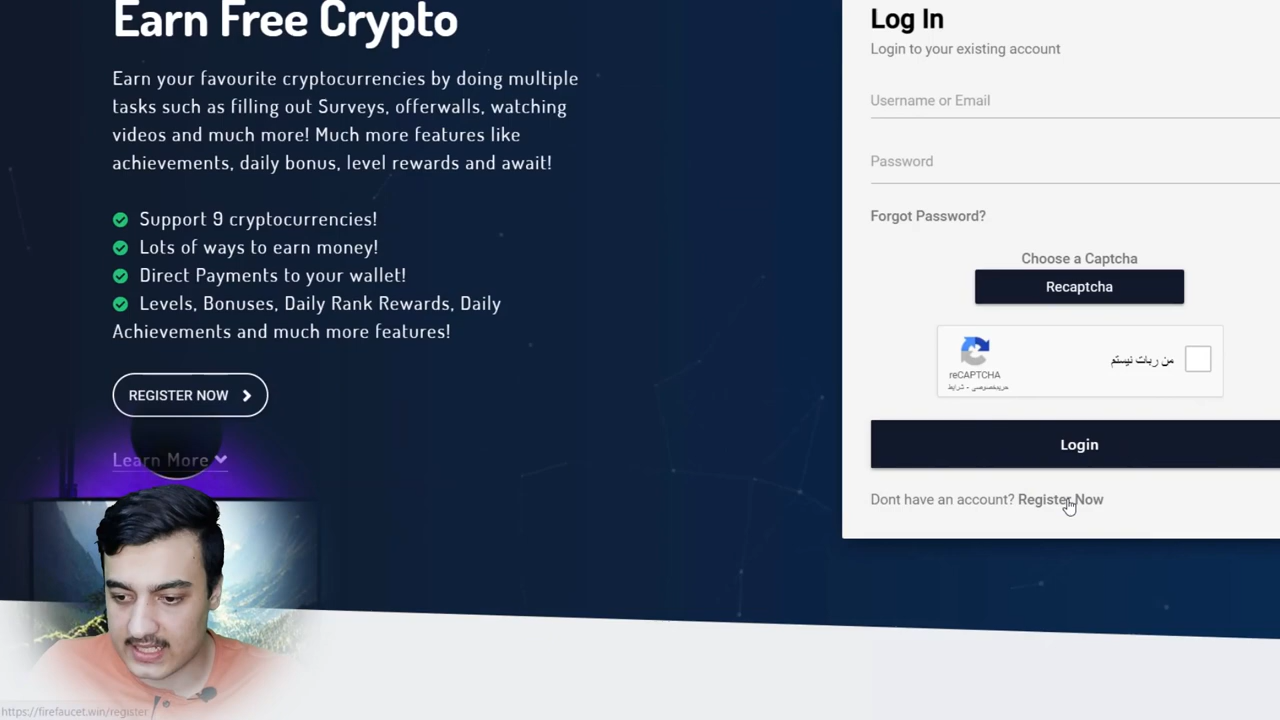 Earn Free Crypto
Earn your favourite cryptocurrencies by doing multiple
tasks such as filling out Surveys, offerwalls, watching
videos and much more! Much more features like
achievements, daily bonus, level rewards and await!
Support 9 cryptocurrencies!
Lots of ways to earn money!
Direct Payments to your wallet!
Levels, Bonuses, Daily Rank Rewards, Daily
Achievements and much more features!
REGISTER NOW
Learn More
Log In
Login to your existing account
Username or Email
Password
Forgot Password?
Choose a Captcha
Recaptcha
من ربات نیستم
reCAPTCHA
حریم‌خصوصی - شرایط
Login
Dont have an account? Register Now
https://firefaucet.win/register